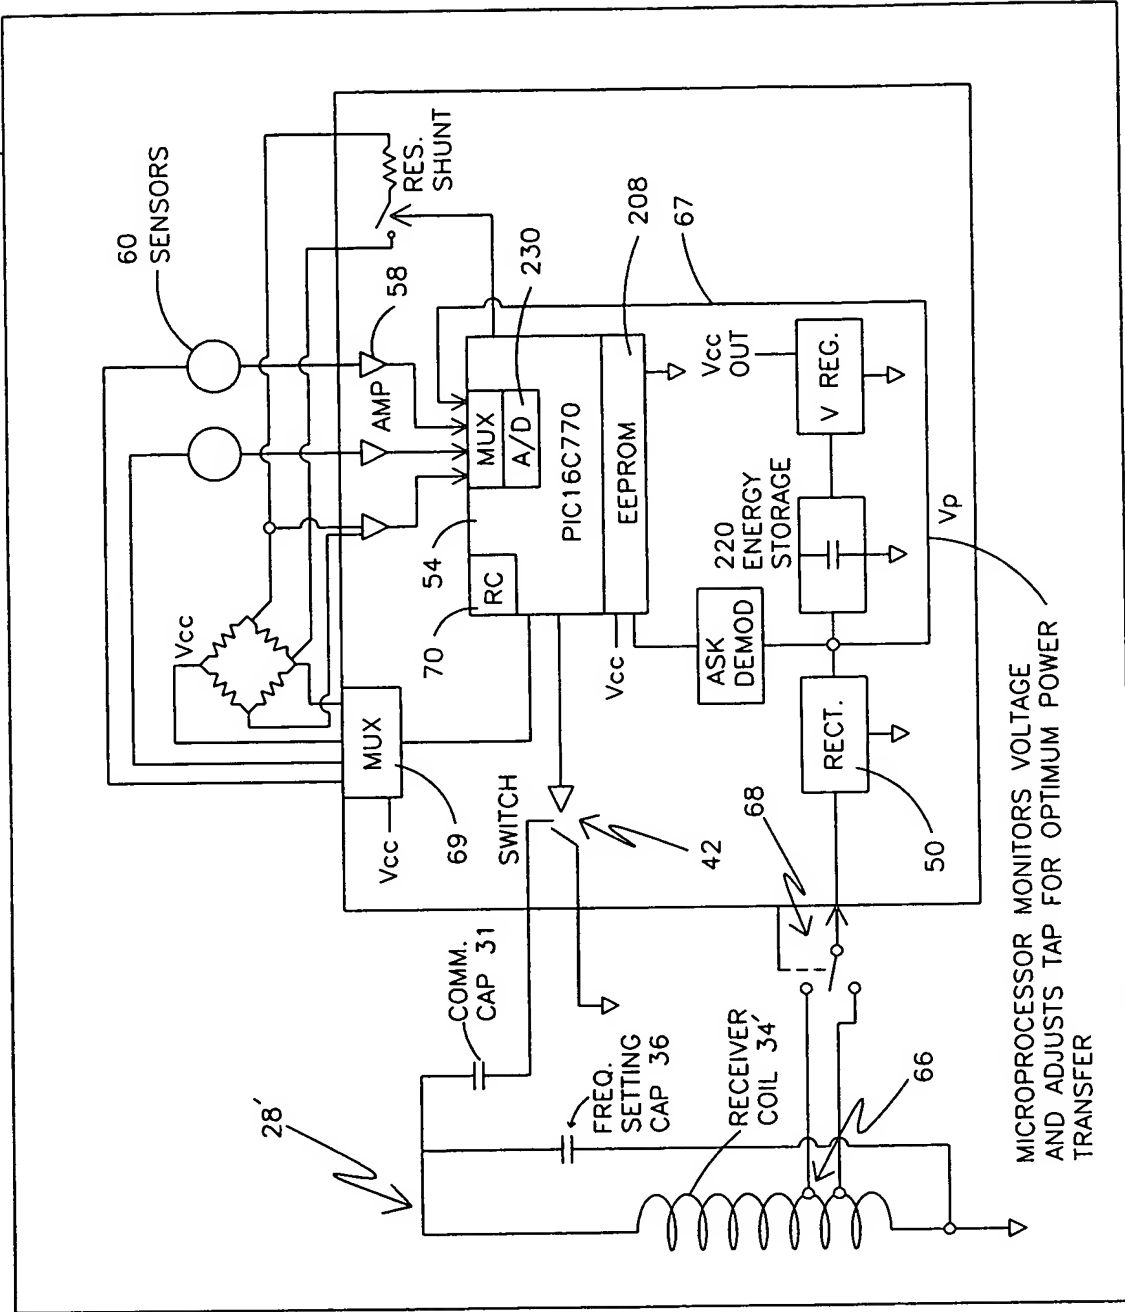 60
SENSORS
RES.
SHUNT
58
AMP
Vcc
MUX
Vcc
69
MUX
A/D
230
54
RC
70
PIC16C770
EEPROM
208
67
SWITCH
42
Vcc
ASK
DEMOD
220
ENERGY
STORAGE
Vcc
OUT
V REG.
RECT.
50
68
Vp
COMM.
CAP 31
28'
FREQ.
SETTING
CAP 36
RECEIVER
COIL 34'
66
MICROPROCESSOR MONITORS VOLTAGE
AND ADJUSTS TAP FOR OPTIMUM POWER
TRANSFER